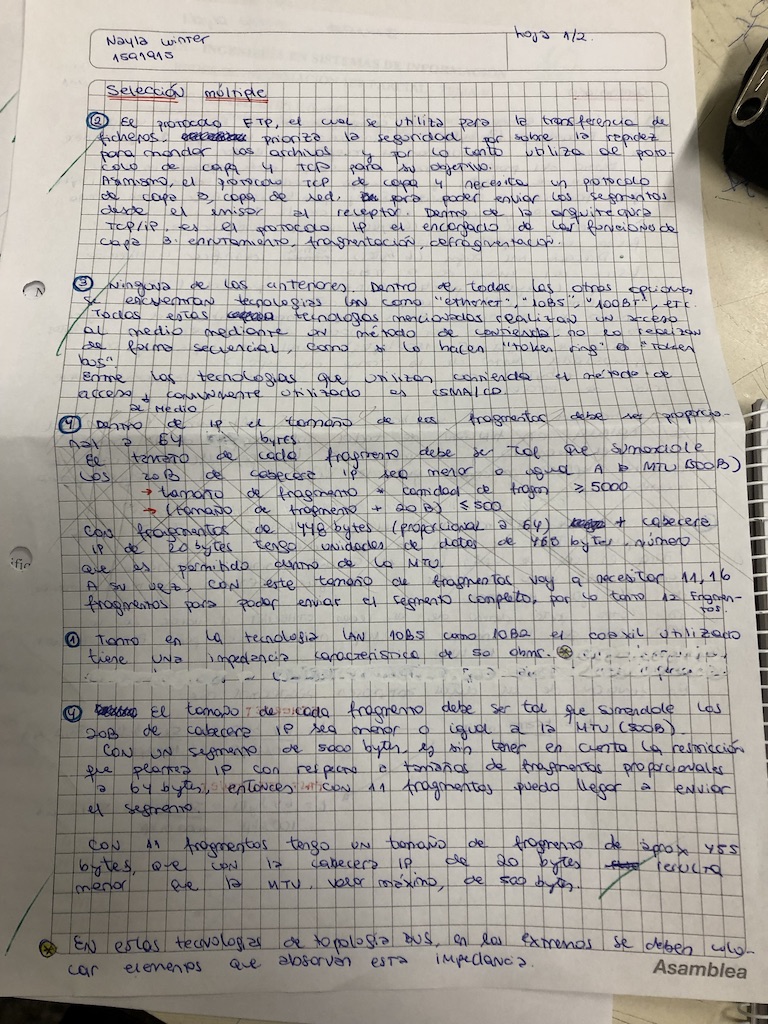 Nayla Winter
1591915
hoja 1/2.
Selección múltiple
② El protocolo FTP, el cual se utiliza para la transferencia de
ficheros, prioriza la seguridad por sobre la rapidez
para mandar los archivos y por lo tanto utiliza de proto-
colo de capa 4 TCP para su objetivo.
Asimismo, el protocolo TCP de capa 4 necesita un protocolo
de capa 3, capa de red, para poder enviar los segmentos
desde el emisor al receptor. Dentro de la arquitectura
TCP/IP, es el protocolo IP el encargado de las funciones de
capa 3: enrutamiento, fragmentación, defragmentación.
③ Ninguna de las anteriores. Dentro de todas las otras opciones
se encuentran tecnologías LAN como "ethernet", "10B5", "100BT", etc.
Todas estas tecnologías mencionadas realizan un acceso
al medio mediante un método de contienda, no lo realizan
de forma secuencial, como si lo hacen "Token ring" o "Token
bus".
Entre las tecnologías que utilizan contienda el método de
acceso al medio comunmente utilizado es CSMA/CD
④ Dentro de IP el tamaño de los fragmentos debe ser proporcio-
nal a 64 bytes
El tamaño de cada fragmento debe ser tal que sumandole
los 20B de cabecera IP sea menor o igual A la MTU (500B)
→ tamaño de fragmento * cantidad de fragm ≥ 5000
→ (tamaño de fragmento + 20B) ≤ 500
Con fragmentos de 448 bytes (proporcional a 64) + cabecera
IP de 20 bytes tengo unidades de datos de 468 bytes, número
que es permitido dentro de la MTU.
A su vez, con este tamaño de fragmentos voy a necesitar 11,16
fragmentos para poder enviar el segmento completo, por lo tanto 12 fragmen-
tos.
① Tanto en la tecnología LAN 10B5 como 10B2 el coaxil utilizado
tiene una impedancia característica de 50 ohms. ⊛
④ El tamaño de cada fragmento debe ser tal que sumandole los
20B de cabecera IP sea menor o igual a la MTU (500B).
Con un segmento de 5000 bytes, sin tener en cuenta la restricción
que plantea IP con respecto a tamaños de fragmentos proporcionales
a 64 bytes, entonces con 11 fragmentos puedo llegar a enviar
el segmento.
Con 11 fragmentos tengo un tamaño de fragmento de aprox 455
bytes, que con la cabecera IP de 20 bytes resulta
menor que la MTU, valor máximo, de 500 bytes.
⊛ EN estas tecnologías de topología BUS, en los extremos se deben colo-
car elementos que absorvan esta impedancia.
Asamblea